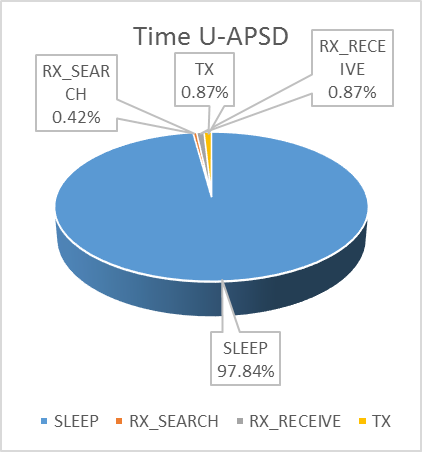 Time U-APSD
RX_SEAR
CH
0.42%
TX
0.87%
RX_RECE
IVE
0.87%
SLEEP
97.84%
SLEEP RX_SEARCH RX_RECEIVE TX